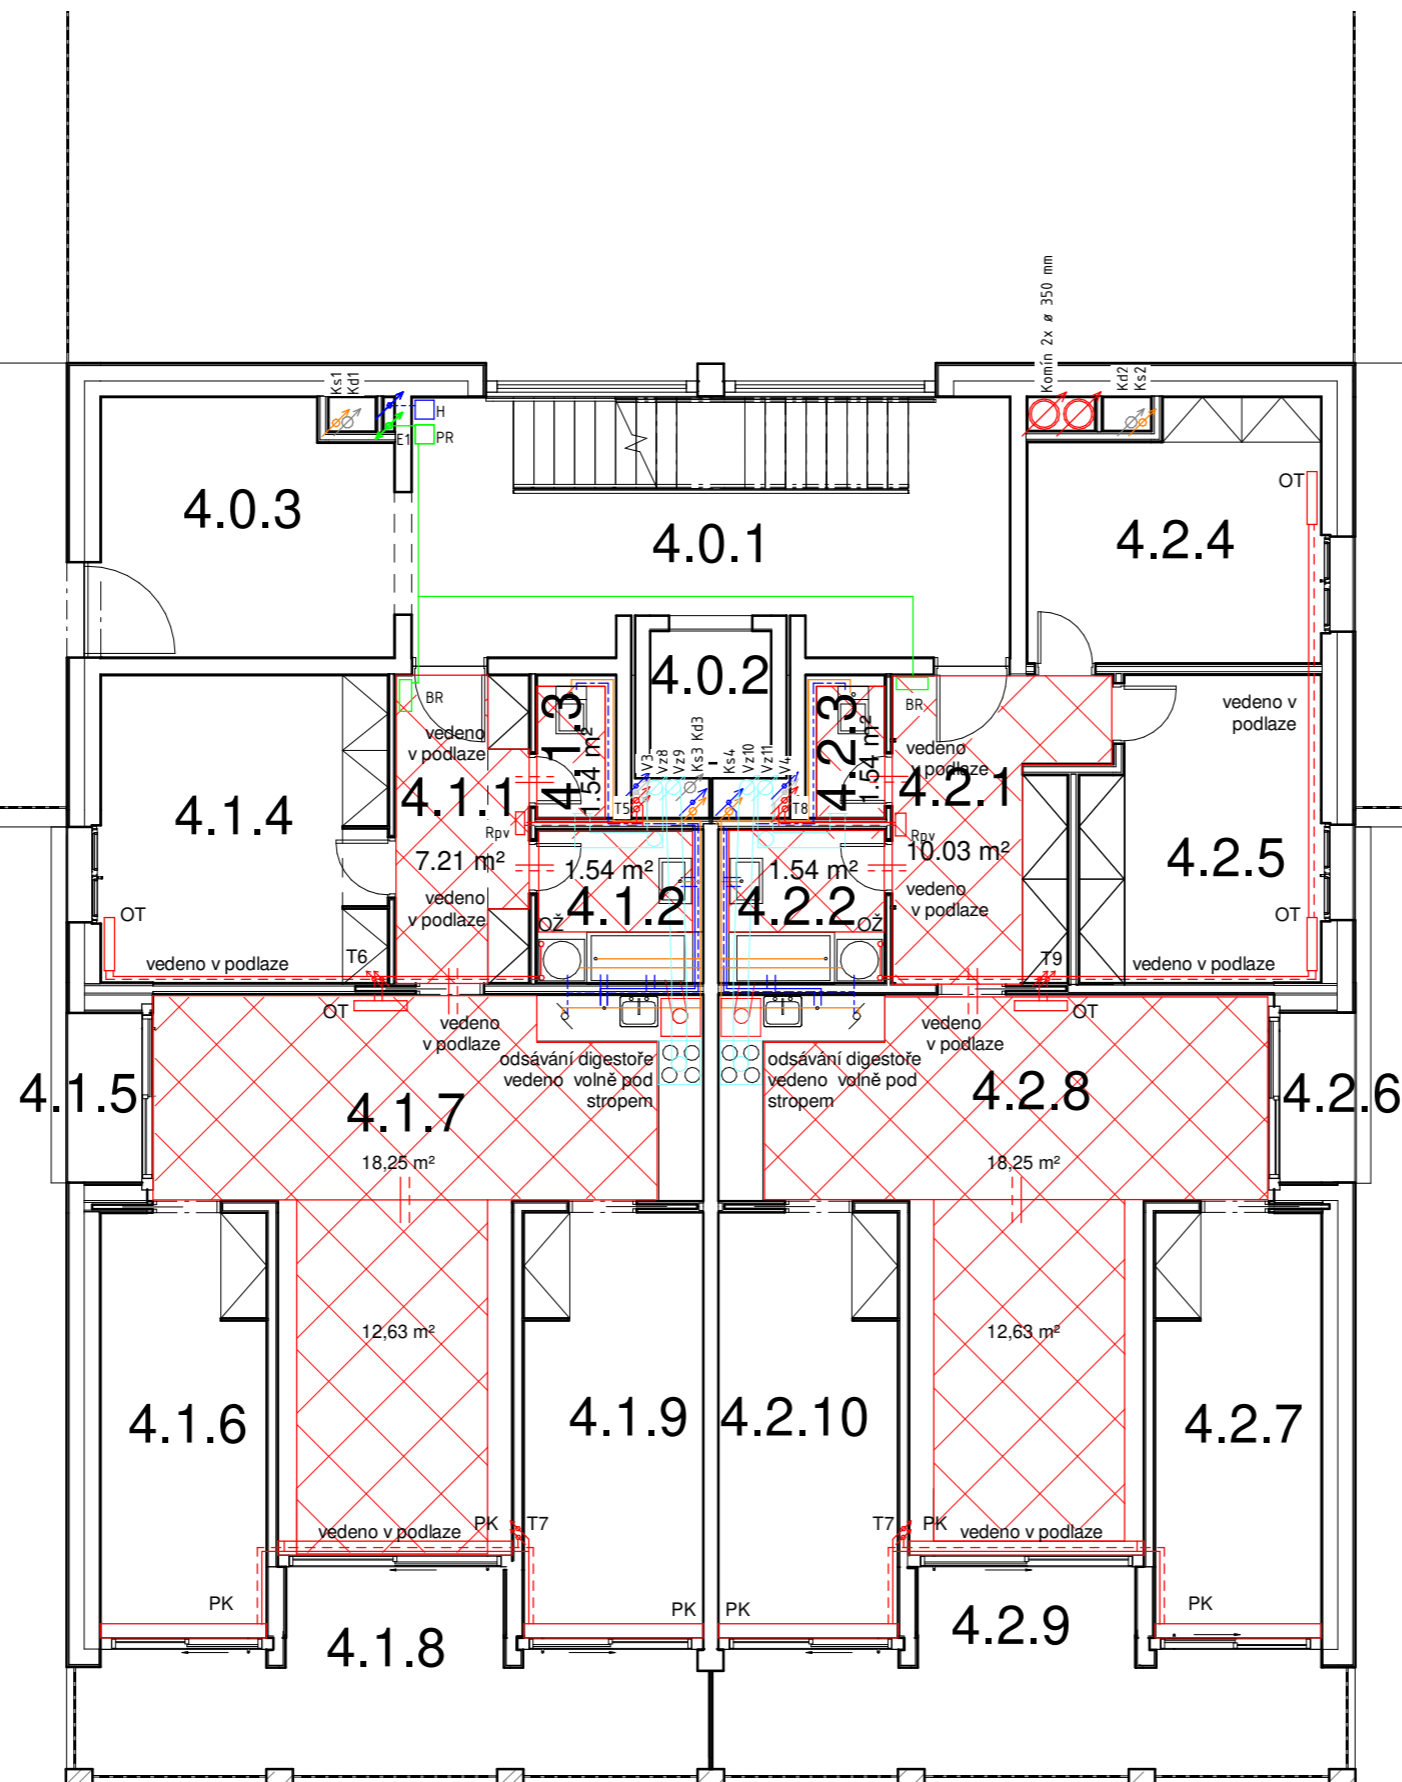 Komín 2x ø 350 mm
Ks1
Kd1
Kd2
Ks2
H
E1
PR
OT
4.0.3
4.0.1
4.2.4
4.0.2
BR
BR
vedeno
v podlaze
vedeno
v podlaze
vedeno v
podlaze
4.1.3
1.54 m²
4.2.3
1.54 m²
V3
Vz8
Vz9
Ks3 Kd3
Ks4
Vz10
Vz11
V4
4.1.4
4.1.1
4.2.1
T5
T8
Rpv
Rpv
7.21 m²
1.54 m²
1.54 m²
10.03 m²
4.2.5
vedeno
v podlaze
4.1.2
4.2.2
vedeno
v podlaze
OT
OŽ
OŽ
OT
vedeno v podlaze
T6
T9
vedeno v podlaze
OT
vedeno
v podlaze
vedeno
v podlaze
OT
odsávání digestoře
vedeno volně pod
stropem
odsávání digestoře
vedeno volně pod
stropem
4.1.5
4.1.7
4.2.8
4.2.6
18,25 m²
18,25 m²
12,63 m²
12,63 m²
4.1.6
4.1.9
4.2.10
4.2.7
vedeno v podlaze
PK
T7
T7
PK
vedeno v podlaze
PK
PK
PK
PK
4.1.8
4.2.9